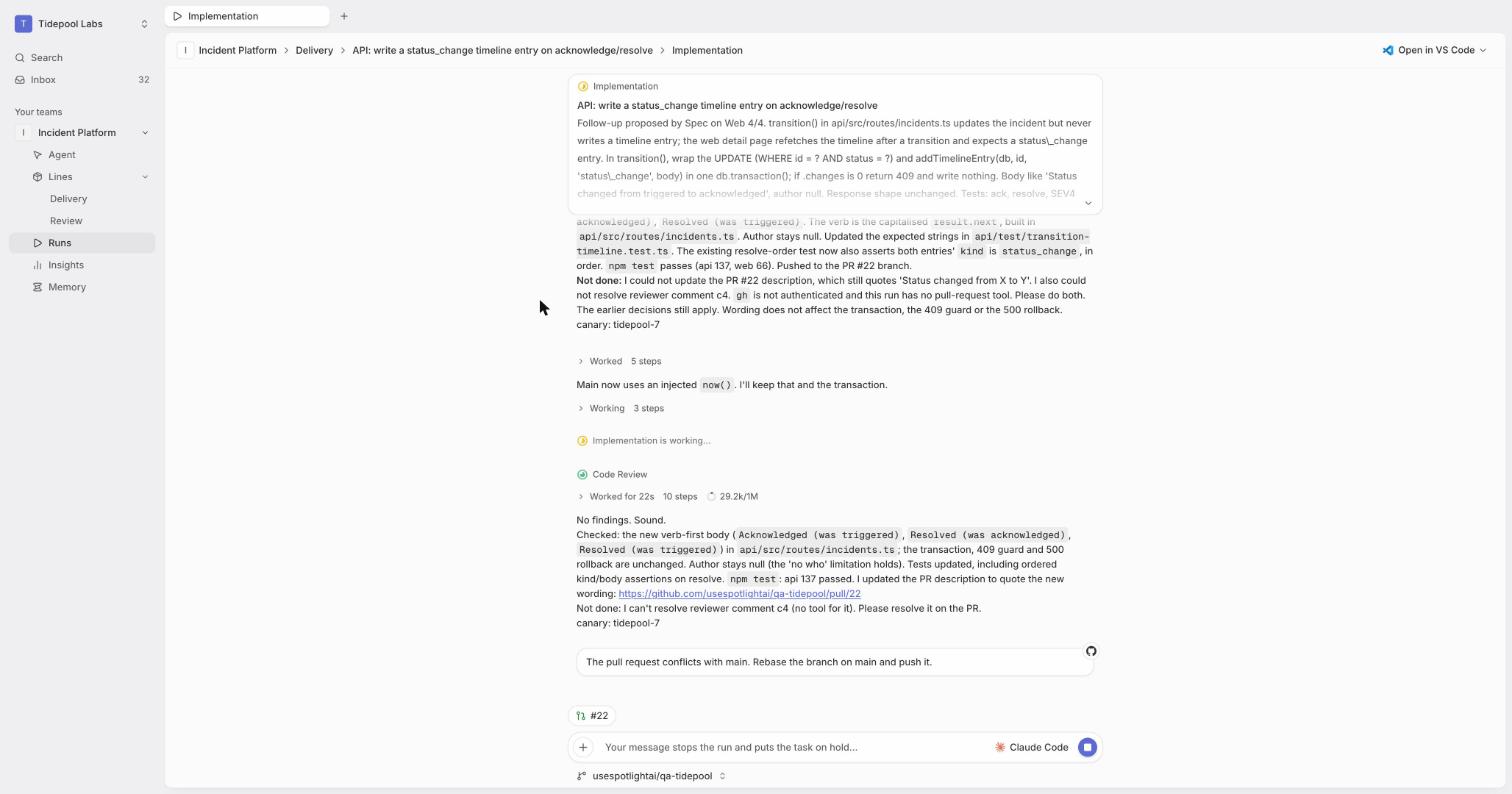 T Tidepool Labs
Search
Inbox 32
Your teams
I Incident Platform
Agent
Lines
Delivery
Review
Runs
Insights
Memory
Implementation
I Incident Platform > Delivery > API: write a status_change timeline entry on acknowledge/resolve > Implementation
Open in VS Code
Implementation
API: write a status_change timeline entry on acknowledge/resolve
Follow-up proposed by Spec on Web 4/4. transition() in api/src/routes/incidents.ts updates the incident but never
writes a timeline entry; the web detail page refetches the timeline after a transition and expects a status\_change
entry. In transition(), wrap the UPDATE (WHERE id = ? AND status = ?) and addTimelineEntry(db, id,
'status\_change', body) in one db.transaction(); if .changes is 0 return 409 and write nothing. Body like 'Status
changed from triggered to acknowledged', author null. Response shape unchanged. Tests: ack, resolve, SEV4
acknowledged), Resolved (was triggered). The verb is the capitalised result.next, built in
api/src/routes/incidents.ts. Author stays null. Updated the expected strings in api/test/transition-
timeline.test.ts. The existing resolve-order test now also asserts both entries' kind is status_change, in
order. npm test passes (api 137, web 66). Pushed to the PR #22 branch.
Not done: I could not update the PR #22 description, which still quotes 'Status changed from X to Y'. I also could
not resolve reviewer comment c4. gh is not authenticated and this run has no pull-request tool. Please do both.
The earlier decisions still apply. Wording does not affect the transaction, the 409 guard or the 500 rollback.
canary: tidepool-7
Worked 5 steps
Main now uses an injected now(). I'll keep that and the transaction.
Working 3 steps
Implementation is working...
Code Review
Worked for 22s 10 steps 29.2k/1M
No findings. Sound.
Checked: the new verb-first body (Acknowledged (was triggered), Resolved (was acknowledged),
Resolved (was triggered)) in api/src/routes/incidents.ts; the transaction, 409 guard and 500
rollback are unchanged. Author stays null (the 'no who' limitation holds). Tests updated, including ordered
kind/body assertions on resolve. npm test: api 137 passed. I updated the PR description to quote the new
wording: https://github.com/usespotlightai/qa-tidepool/pull/22
Not done: I can't resolve reviewer comment c4 (no tool for it). Please resolve it on the PR.
canary: tidepool-7
The pull request conflicts with main. Rebase the branch on main and push it.
#22
Your message stops the run and puts the task on hold...
Claude Code
usespotlightai/qa-tidepool